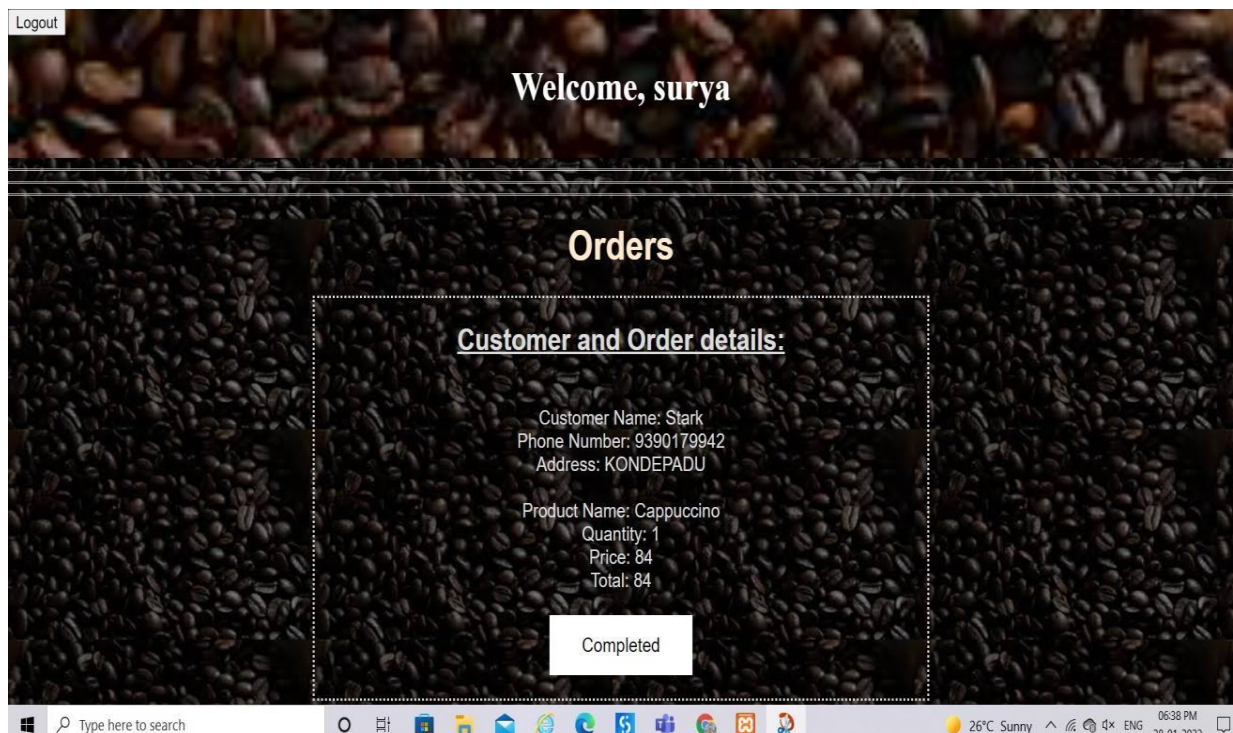 Logout
Welcome, surya
Orders
Customer and Order details:
Customer Name: Stark
Phone Number: 9390179942
Address: KONDEPADU
Product Name: Cappuccino
Quantity: 1
Price: 84
Total: 84
Completed
Type here to search
26°C Sunny
ENG
06:38 PM